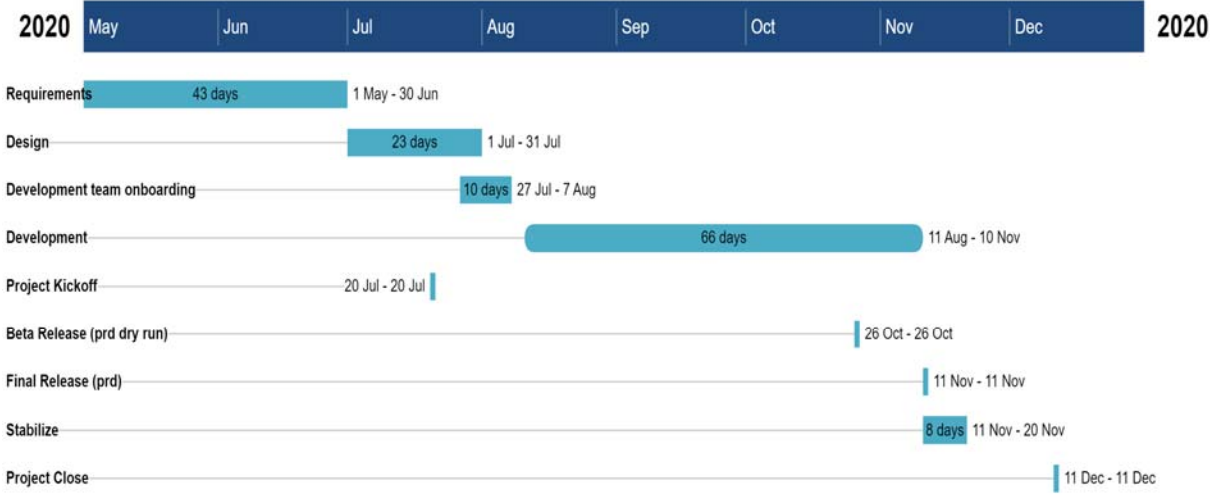 2020 May Jun Jul Aug Sep Oct Nov Dec 2020
Requirements 43 days 1 May - 30 Jun
Design 23 days 1 Jul - 31 Jul
Development team onboarding 10 days 27 Jul - 7 Aug
Development 66 days 11 Aug - 10 Nov
Project Kickoff 20 Jul - 20 Jul
Beta Release (prd dry run) 26 Oct - 26 Oct
Final Release (prd) 11 Nov - 11 Nov
Stabilize 8 days 11 Nov - 20 Nov
Project Close 11 Dec - 11 Dec